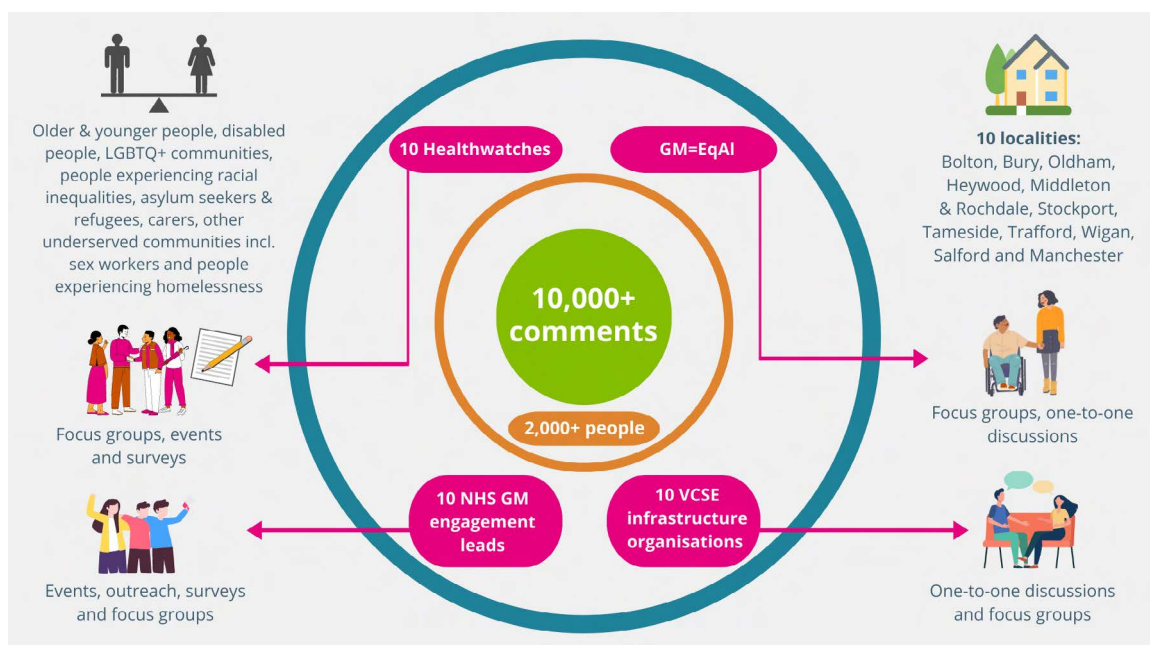 Older & younger people, disabled
people, LGBTQ+ communities,
people experiencing racial
inequalities, asylum seekers &
refugees, carers, other
underserved communities incl.
sex workers and people
experiencing homelessness
Focus groups, events
and surveys
Events, outreach, surveys
and focus groups
10 Healthwatches
GM=EqAl
10,000+
comments
2,000+ people
10 NHS GM
engagement
leads
10 VCSE
infrastructure
organisations
10 localities:
Bolton, Bury, Oldham,
Heywood, Middleton
& Rochdale, Stockport,
Tameside, Trafford, Wigan,
Salford and Manchester
Focus groups, one-to-one
discussions
One-to-one discussions
and focus groups